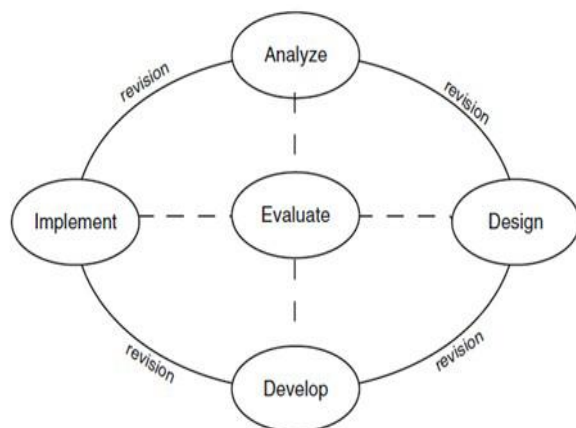 Analyze
revision
revision
Implement
Evaluate
Design
revision
revision
Develop